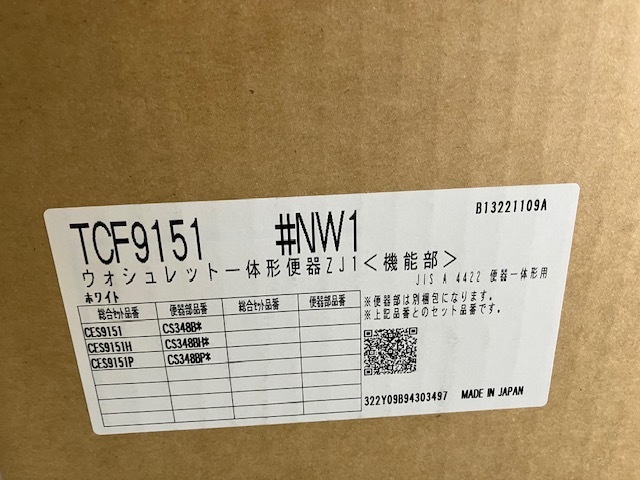 TCF9151 #NW1 B13221109A
ウォシュレット一体形便器ZJ1<機能部>
JIS A 4422 便器一体形用
ホワイト
総合セット品番 便器部品番 総合セット品番 便器部品番
CES9151 CS348B*
CES9151H CS348BH*
CES9151P CS348BP*
※便器部は別梱包になります。
※上記品番とのセット品番です。
322Y09B94303497 MADE IN JAPAN